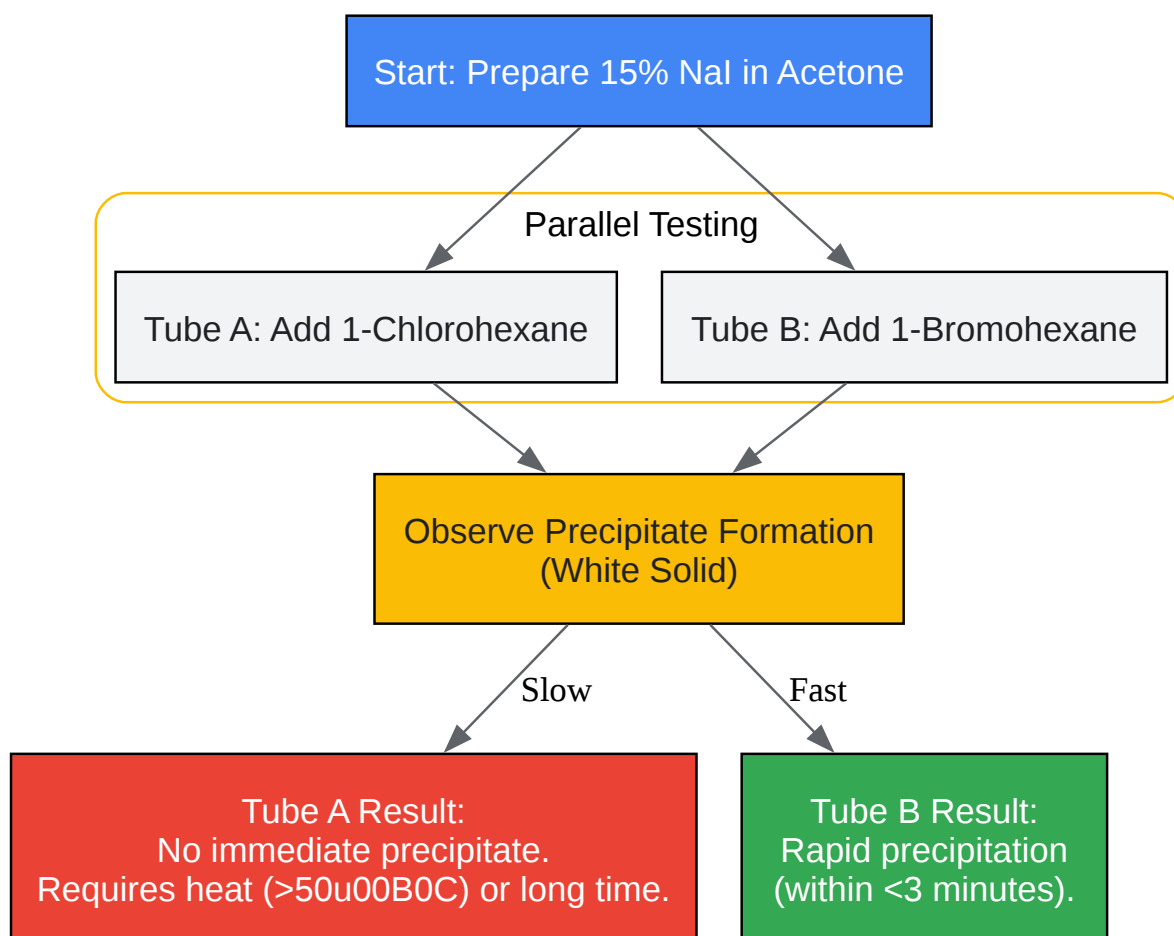 Start: Prepare 15% NaI in Acetone
Parallel Testing
Tube A: Add 1-Chlorohexane
Tube B: Add 1-Bromohexane
Observe Precipitate Formation
(White Solid)
Slow
Fast
Tube A Result:
No immediate precipitate.
Requires heat (>50u00B0C) or long time.
Tube B Result:
Rapid precipitation
(within <3 minutes).